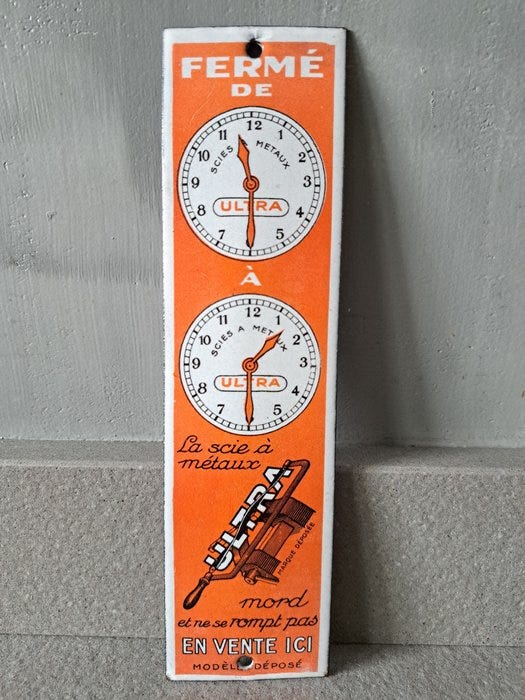 FERMÉ
DE
12
1
2
3
4
5
7
8
9
10
11
SCIES METAUX
ULTRA
À
12
1
2
3
4
5
7
8
9
10
11
SCIES A METAUX
ULTRA
La scie à
métaux
ULTRA
MARQUE DÉPOSÉE
mord
et ne se rompt pas
EN VENTE ICI
MODÈLE DÉPOSÉ